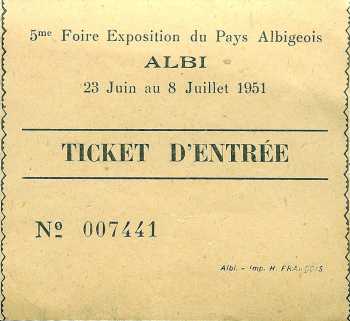 5me Foire Exposition du Pays Albigeois
ALBI
23 Juin au 8 Juillet 1951
TICKET D'ENTRÉE
Nº 007441
Albi. - Imp. H. FRANÇOIS